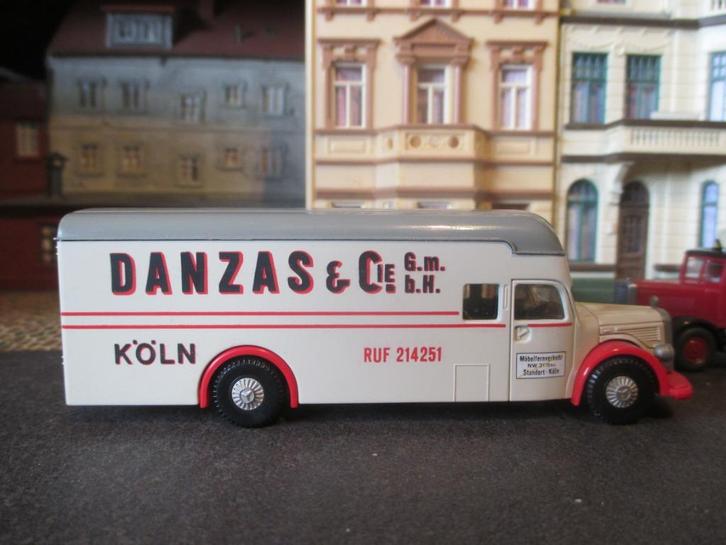 DANZAS & CIE G.m.b.H.
KÖLN
RUF 214251
Möbelfernverkehr
Standort - Köln